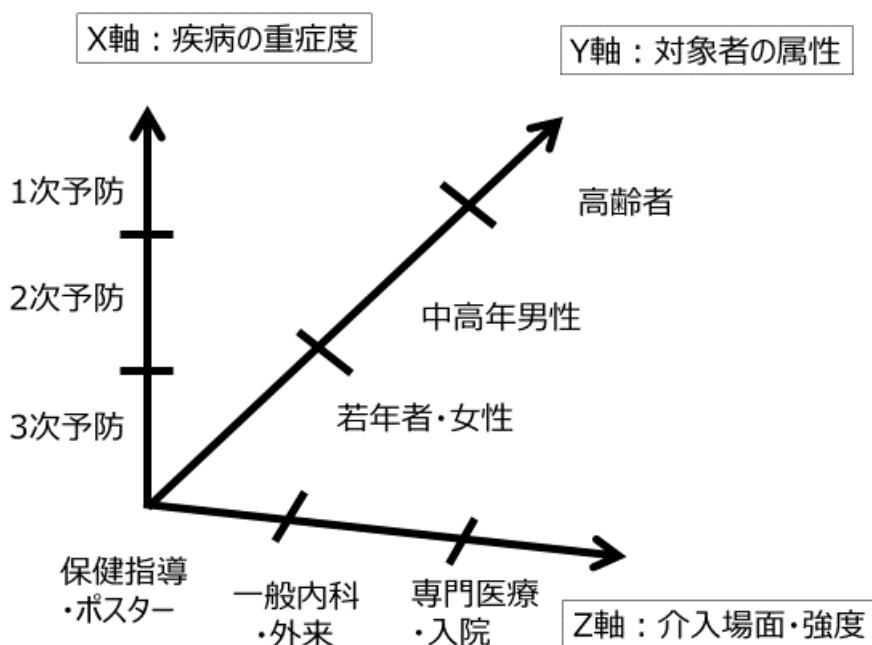 X軸：疾病の重症度
Y軸：対象者の属性
1次予防
高齢者
2次予防
中高年男性
3次予防
若年者・女性
保健指導
・ポスター
一般内科
・外来
専門医療
・入院
Z軸：介入場面・強度